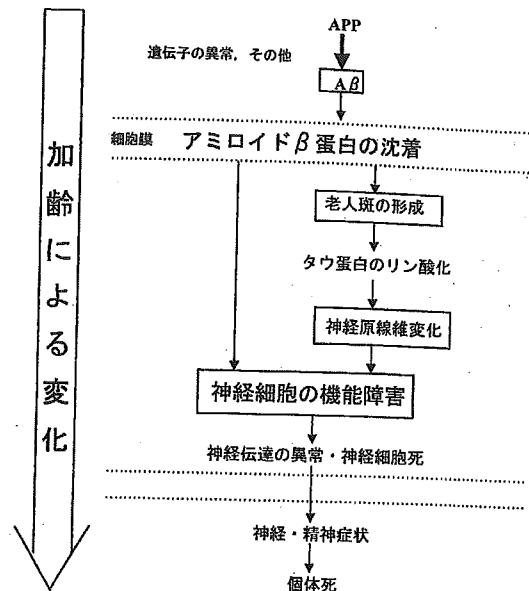 APP
遺伝子の異常, その他
Aβ
細胞膜 アミロイドβ蛋白の沈着
加齢による変化
老人斑の形成
タウ蛋白のリン酸化
神経原線維変化
神経細胞の機能障害
神経伝達の異常・神経細胞死
神経・精神症状
個体死